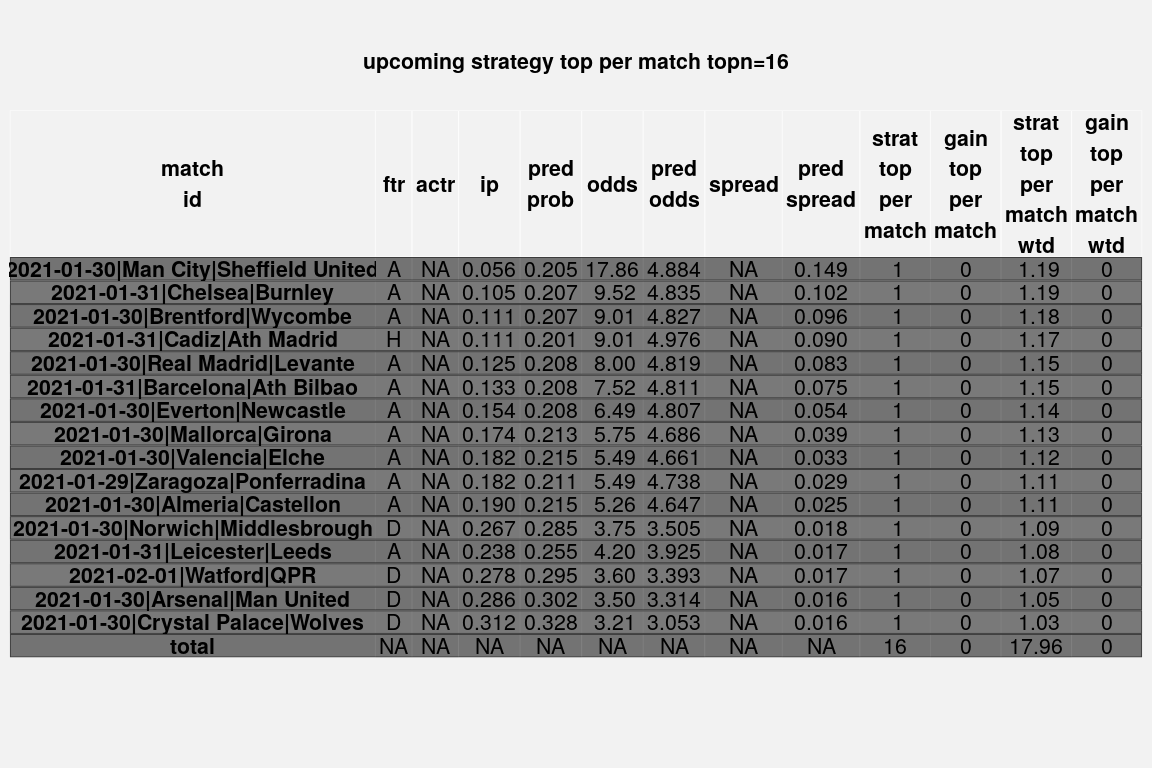 upcoming strategy top per match topn=16
match id ftr actr ip pred prob odds pred odds spread pred spread strat top per match gain top per match strat top per match wtd gain top per match wtd
2021-01-30|Man City|Sheffield United A NA 0.056 0.205 17.86 4.884 NA 0.149 1 0 1.19 0
2021-01-31|Chelsea|Burnley A NA 0.105 0.207 9.52 4.835 NA 0.102 1 0 1.19 0
2021-01-30|Brentford|Wycombe A NA 0.111 0.207 9.01 4.827 NA 0.096 1 0 1.18 0
2021-01-31|Cadiz|Ath Madrid H NA 0.111 0.201 9.01 4.976 NA 0.090 1 0 1.17 0
2021-01-30|Real Madrid|Levante A NA 0.125 0.208 8.00 4.819 NA 0.083 1 0 1.15 0
2021-01-31|Barcelona|Ath Bilbao A NA 0.133 0.208 7.52 4.811 NA 0.075 1 0 1.15 0
2021-01-30|Everton|Newcastle A NA 0.154 0.208 6.49 4.807 NA 0.054 1 0 1.14 0
2021-01-30|Mallorca|Girona A NA 0.174 0.213 5.75 4.686 NA 0.039 1 0 1.13 0
2021-01-30|Valencia|Elche A NA 0.182 0.215 5.49 4.661 NA 0.033 1 0 1.12 0
2021-01-29|Zaragoza|Ponferradina A NA 0.182 0.211 5.49 4.738 NA 0.029 1 0 1.11 0
2021-01-30|Almeria|Castellon A NA 0.190 0.215 5.26 4.647 NA 0.025 1 0 1.11 0
2021-01-30|Norwich|Middlesbrough D NA 0.267 0.285 3.75 3.505 NA 0.018 1 0 1.09 0
2021-01-31|Leicester|Leeds A NA 0.238 0.255 4.20 3.925 NA 0.017 1 0 1.08 0
2021-02-01|Watford|QPR D NA 0.278 0.295 3.60 3.393 NA 0.017 1 0 1.07 0
2021-01-30|Arsenal|Man United D NA 0.286 0.302 3.50 3.314 NA 0.016 1 0 1.05 0
2021-01-30|Crystal Palace|Wolves D NA 0.312 0.328 3.21 3.053 NA 0.016 1 0 1.03 0
total NA NA NA NA NA NA NA NA 16 0 17.96 0